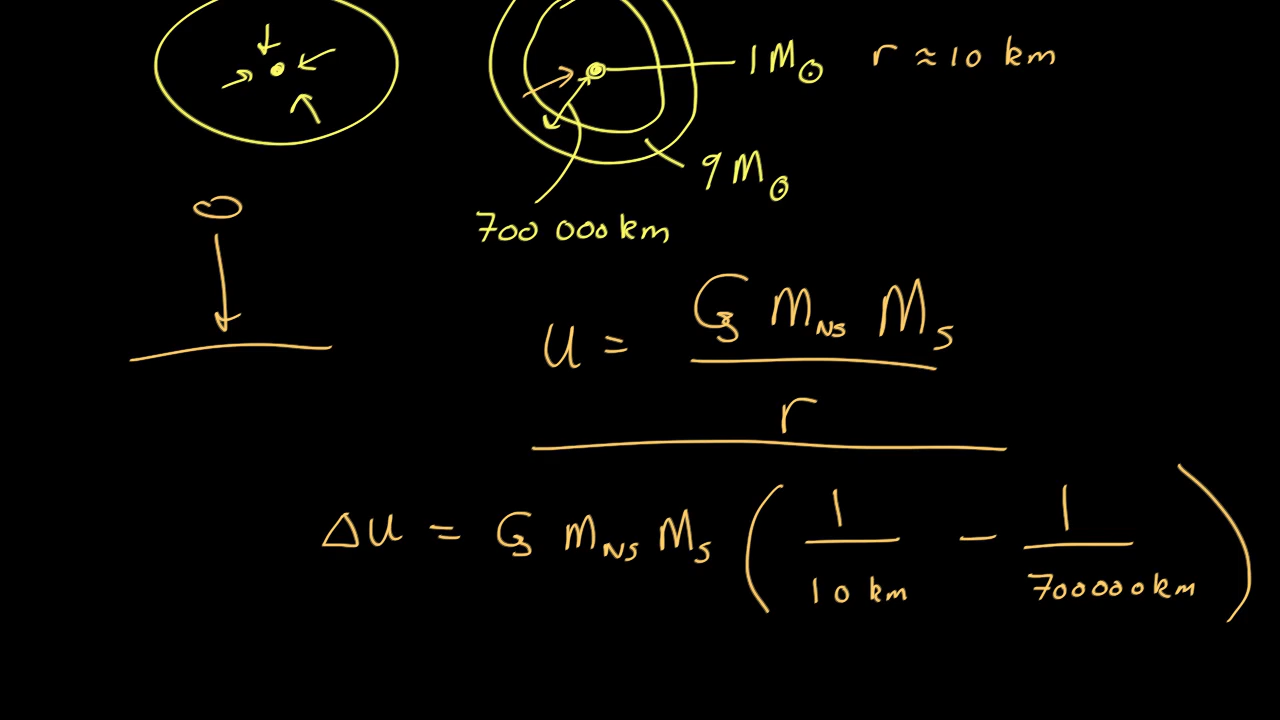 1M⊙ r ≈ 10 km
9M⊙
700 000 km
U = G M_NS M_S / r
ΔU = G M_NS M_S ( 1 / 10 km − 1 / 700000 km )